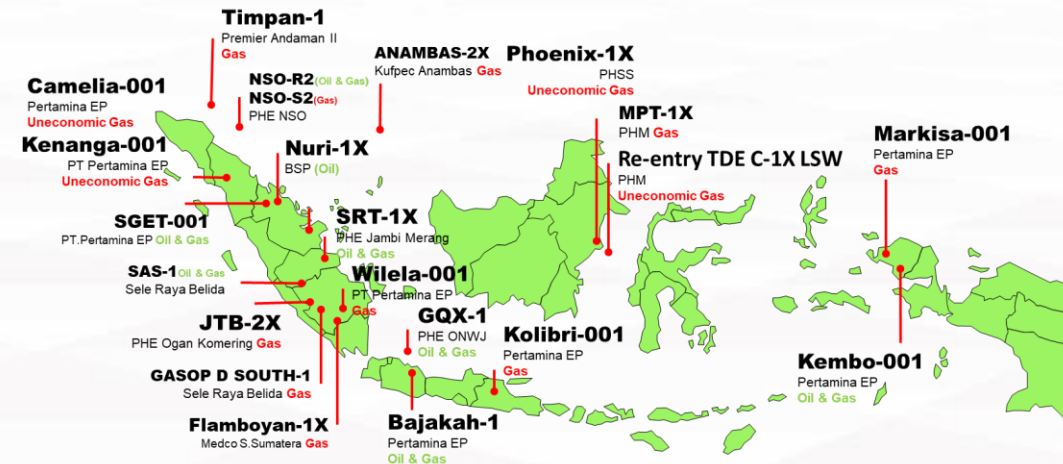 Timpan-1
Premier Andaman II
Gas
ANAMBAS-2X
Kufpec Anambas Gas
Phoenix-1X
PHSS
Uneconomic Gas
NSO-R2(Oil & Gas)
NSO-S2(Gas)
PHE NSO
Camelia-001
Pertamina EP
Uneconomic Gas
MPT-1X
PHM Gas
Markisa-001
Pertamina EP
Gas
Kenanga-001
PT Pertamina EP
Uneconomic Gas
Nuri-1X
BSP (Oil)
Re-entry TDE C-1X LSW
PHM
Uneconomic Gas
SGET-001
PT.Pertamina EP Oil & Gas
SRT-1X
PHE Jambi Merang
Oil & Gas
SAS-1 Oil & Gas
Sele Raya Belida
Wilela-001
PT Pertamina EP
Gas
JTB-2X
PHE Ogan Komering Gas
GQX-1
PHE ONWJ
Oil & Gas
Kolibri-001
Pertamina EP
Gas
Kembo-001
Pertamina EP
Oil & Gas
GASOP D SOUTH-1
Sele Raya Belida Gas
Flamboyan-1X
Medco S.Sumatera Gas
Bajakah-1
Pertamina EP
Oil & Gas